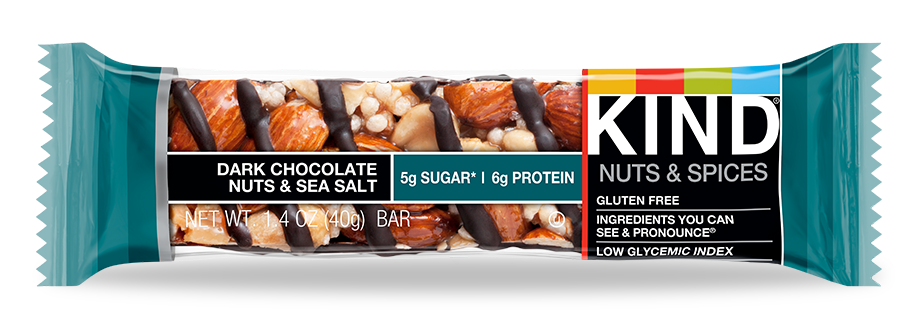 KIND®
NUTS & SPICES
DARK CHOCOLATE
NUTS & SEA SALT
5g SUGAR* | 6g PROTEIN
NET WT. 1.4 OZ (40g) BAR
GLUTEN FREE
INGREDIENTS YOU CAN
SEE & PRONOUNCE®
LOW GLYCEMIC INDEX